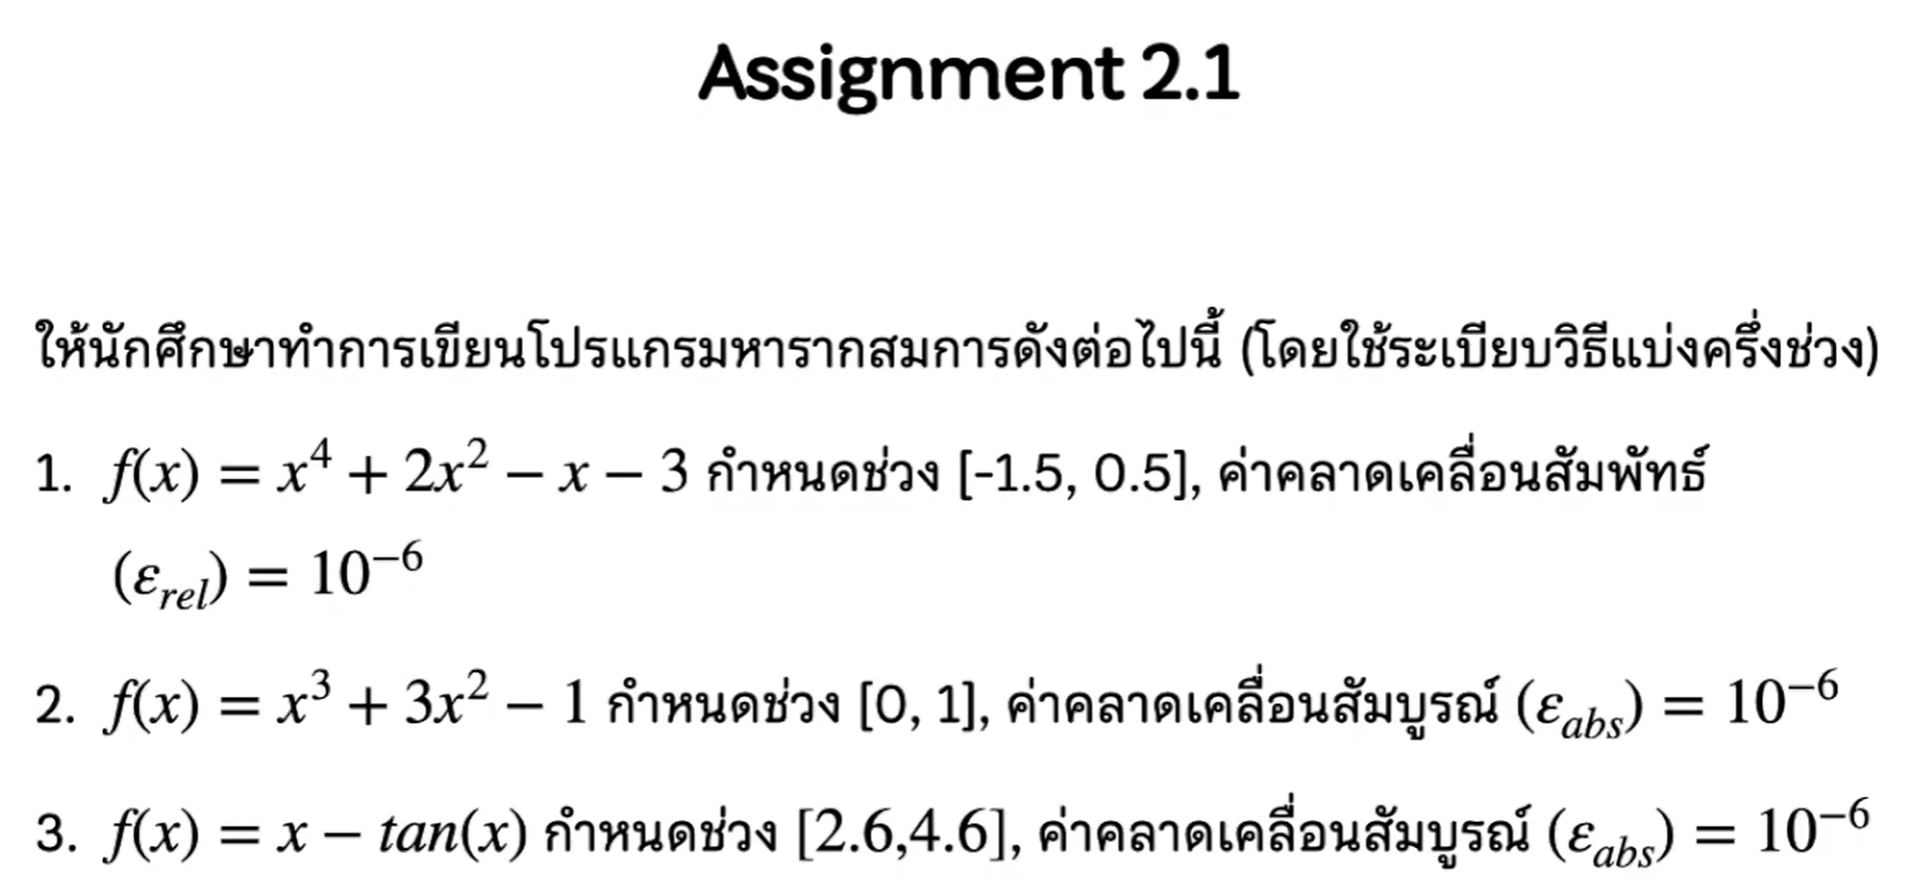 Assignment 2.1
ให้นักศึกษาทำการเขียนโปรแกรมหารากสมการดังต่อไปนี้ (โดยใช้ระเบียบวิธีแบ่งครึ่งช่วง)
1. f(x) = x⁴ + 2x² − x − 3 กำหนดช่วง [-1.5, 0.5], ค่าคลาดเคลื่อนสัมพัทธ์
(ε_rel) = 10⁻⁶
2. f(x) = x³ + 3x² − 1 กำหนดช่วง [0, 1], ค่าคลาดเคลื่อนสัมบูรณ์ (ε_abs) = 10⁻⁶
3. f(x) = x − tan(x) กำหนดช่วง [2.6,4.6], ค่าคลาดเคลื่อนสัมบูรณ์ (ε_abs) = 10⁻⁶